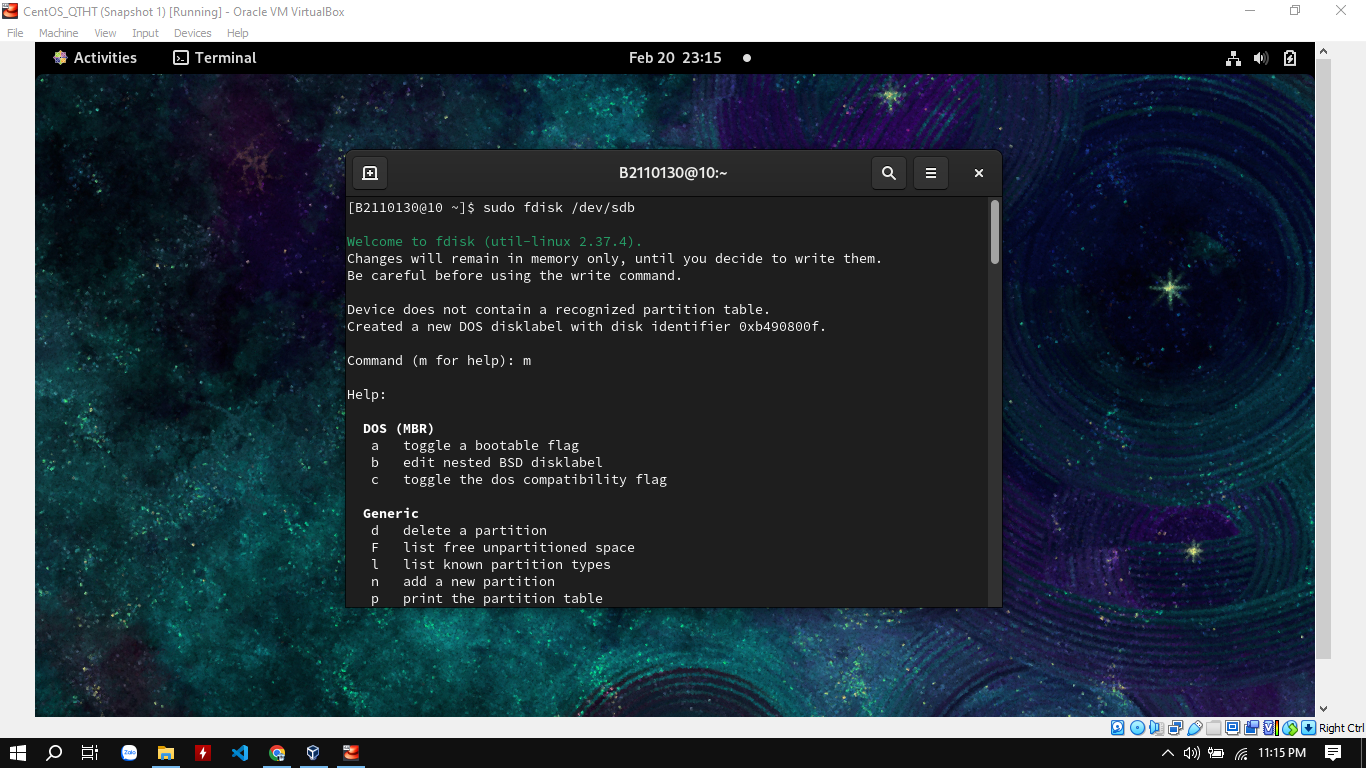 CentOS_QTHT (Snapshot 1) [Running] - Oracle VM VirtualBox
File Machine View Input Devices Help
Activities Terminal Feb 20 23:15
B2110130@10:~
[B2110130@10 ~]$ sudo fdisk /dev/sdb
Welcome to fdisk (util-linux 2.37.4).
Changes will remain in memory only, until you decide to write them.
Be careful before using the write command.
Device does not contain a recognized partition table.
Created a new DOS disklabel with disk identifier 0xb490800f.
Command (m for help): m
Help:
DOS (MBR)
a toggle a bootable flag
b edit nested BSD disklabel
c toggle the dos compatibility flag
Generic
d delete a partition
F list free unpartitioned space
l list known partition types
n add a new partition
p print the partition table
Right Ctrl
Zalo
11:15 PM